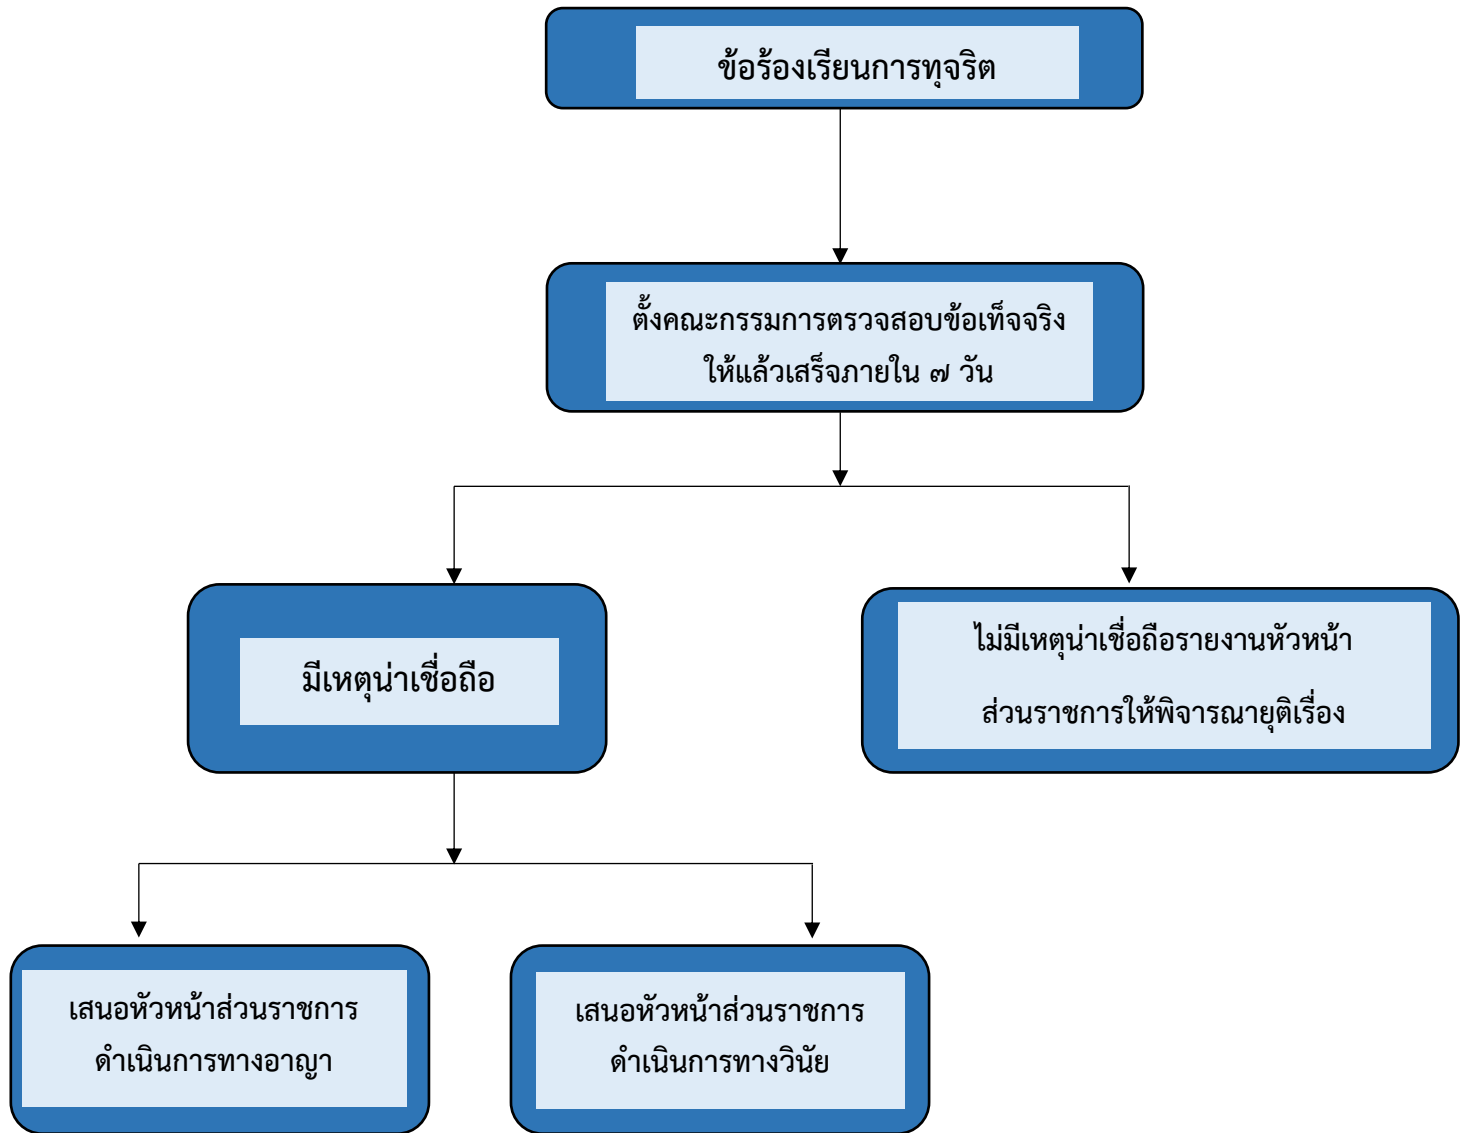 ข้อร้องเรียนการทุจริต
ตั้งคณะกรรมการตรวจสอบข้อเท็จจริง
ให้แล้วเสร็จภายใน ๗ วัน
มีเหตุน่าเชื่อถือ
ไม่มีเหตุน่าเชื่อถือรายงานหัวหน้า
ส่วนราชการให้พิจารณายุติเรื่อง
เสนอหัวหน้าส่วนราชการ
ดำเนินการทางอาญา
เสนอหัวหน้าส่วนราชการ
ดำเนินการทางวินัย